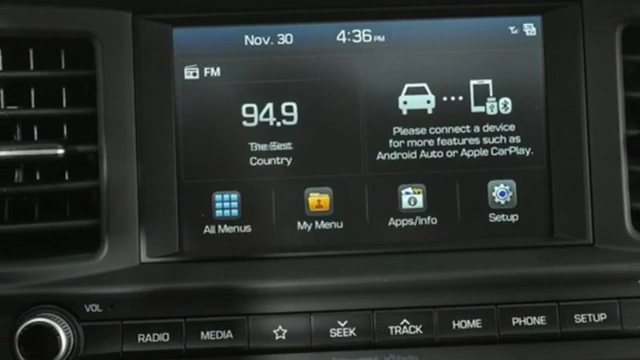 Nov. 30 4:36 PM
FM
94.9
The Best
Country
Please connect a device
for more features such as
Android Auto or Apple CarPlay.
All Menus My Menu Apps/Info Setup
VOL
RADIO MEDIA SEEK TRACK HOME PHONE SETUP